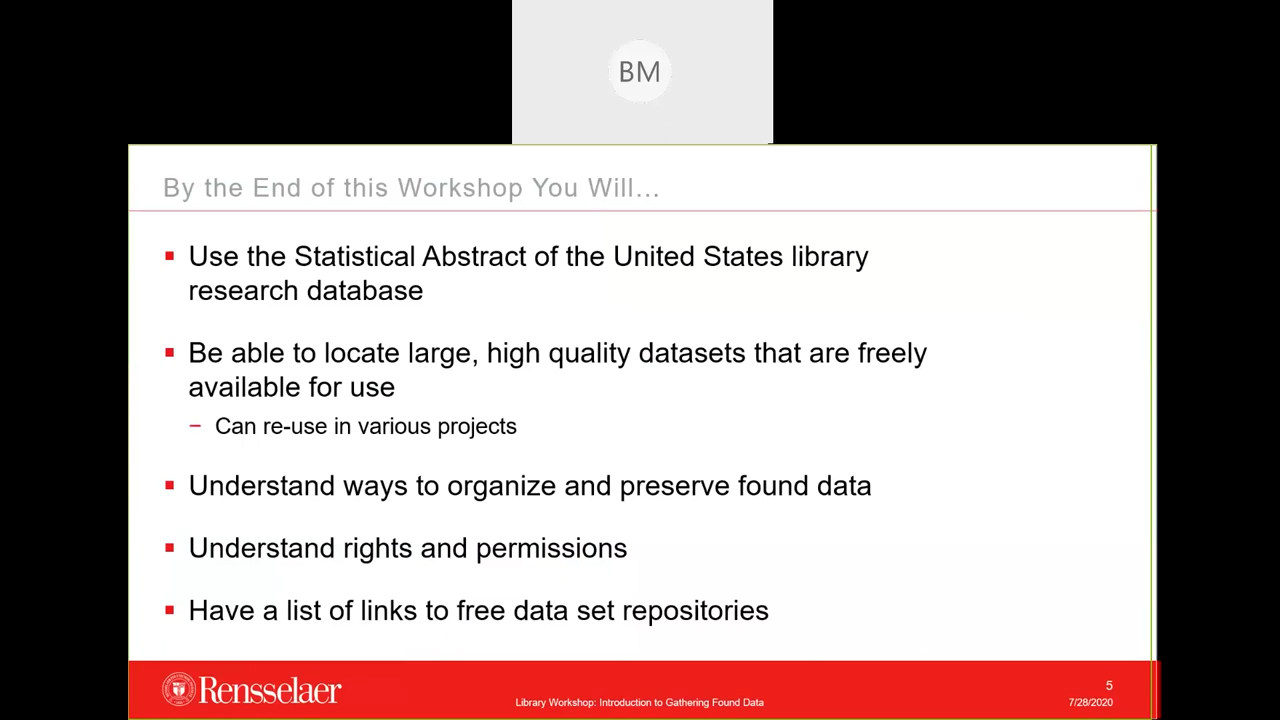 BM
By the End of this Workshop You Will...
Use the Statistical Abstract of the United States library
research database
Be able to locate large, high quality datasets that are freely
available for use
– Can re-use in various projects
Understand ways to organize and preserve found data
Understand rights and permissions
Have a list of links to free data set repositories
Rensselaer
Library Workshop: Introduction to Gathering Found Data
5
7/28/2020